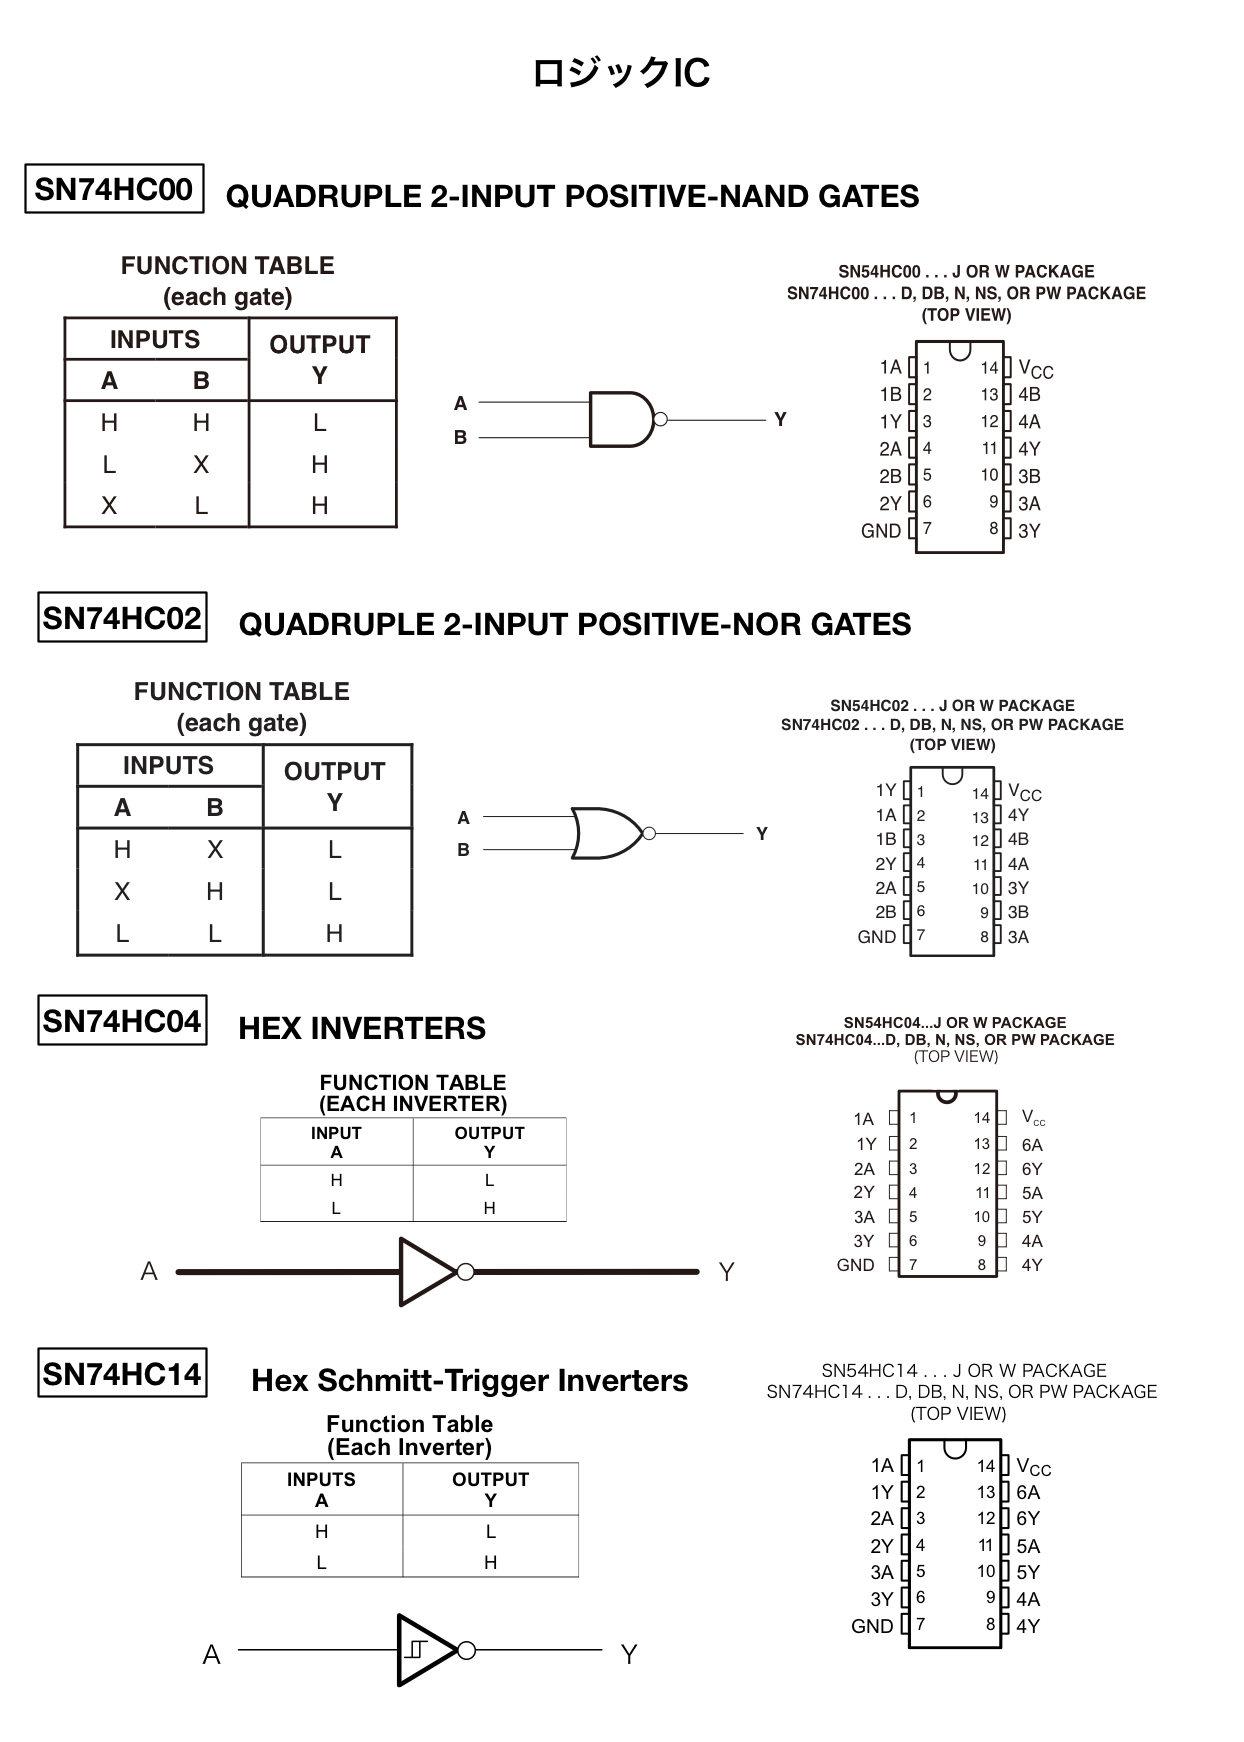 ロジックIC
SN74HC00
QUADRUPLE 2-INPUT POSITIVE-NAND GATES
FUNCTION TABLE
(each gate)
INPUTS OUTPUT
A B Y
H H L
L X H
X L H
A
B
Y
SN54HC00 . . . J OR W PACKAGE
SN74HC00 . . . D, DB, N, NS, OR PW PACKAGE
(TOP VIEW)
1A 1 14 VCC
1B 2 13 4B
1Y 3 12 4A
2A 4 11 4Y
2B 5 10 3B
2Y 6 9 3A
GND 7 8 3Y
SN74HC02
QUADRUPLE 2-INPUT POSITIVE-NOR GATES
FUNCTION TABLE
(each gate)
INPUTS OUTPUT
A B Y
H X L
X H L
L L H
A
B
Y
SN54HC02 . . . J OR W PACKAGE
SN74HC02 . . . D, DB, N, NS, OR PW PACKAGE
(TOP VIEW)
1Y 1 14 VCC
1A 2 13 4Y
1B 3 12 4B
2Y 4 11 4A
2A 5 10 3Y
2B 6 9 3B
GND 7 8 3A
SN74HC04
HEX INVERTERS
FUNCTION TABLE
(EACH INVERTER)
INPUT OUTPUT
A Y
H L
L H
A Y
SN54HC04...J OR W PACKAGE
SN74HC04...D, DB, N, NS, OR PW PACKAGE
(TOP VIEW)
1A 1 14 Vcc
1Y 2 13 6A
2A 3 12 6Y
2Y 4 11 5A
3A 5 10 5Y
3Y 6 9 4A
GND 7 8 4Y
SN74HC14
Hex Schmitt-Trigger Inverters
Function Table
(Each Inverter)
INPUTS OUTPUT
A Y
H L
L H
A Y
SN54HC14 . . . J OR W PACKAGE
SN74HC14 . . . D, DB, N, NS, OR PW PACKAGE
(TOP VIEW)
1A 1 14 VCC
1Y 2 13 6A
2A 3 12 6Y
2Y 4 11 5A
3A 5 10 5Y
3Y 6 9 4A
GND 7 8 4Y